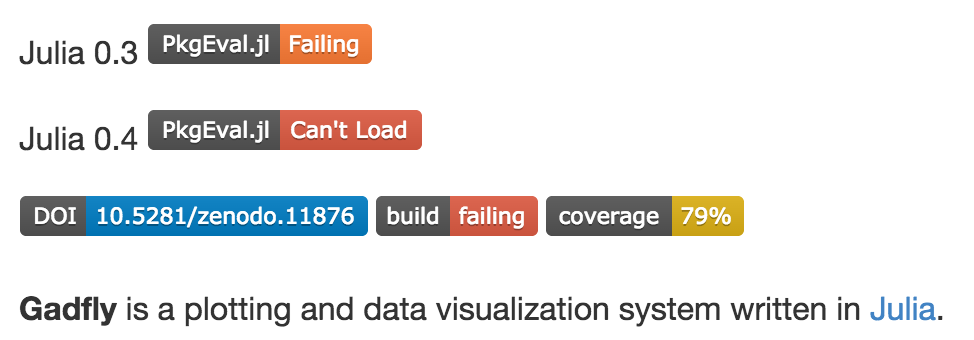 Julia 0.3 PkgEval.jl Failing
Julia 0.4 PkgEval.jl Can't Load
DOI 10.5281/zenodo.11876 build failing coverage 79%
Gadfly is a plotting and data visualization system written in Julia.